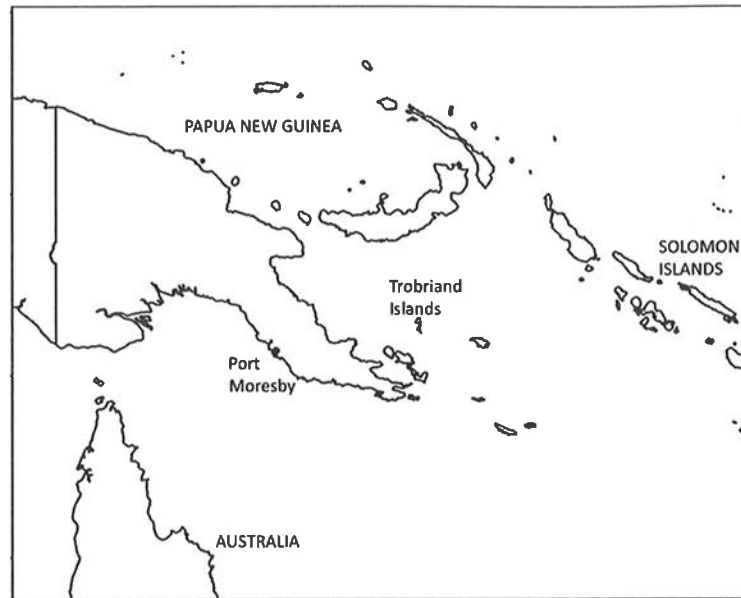 PAPUA NEW GUINEA
SOLOMON
ISLANDS
Trobriand
Islands
Port
Moresby
AUSTRALIA